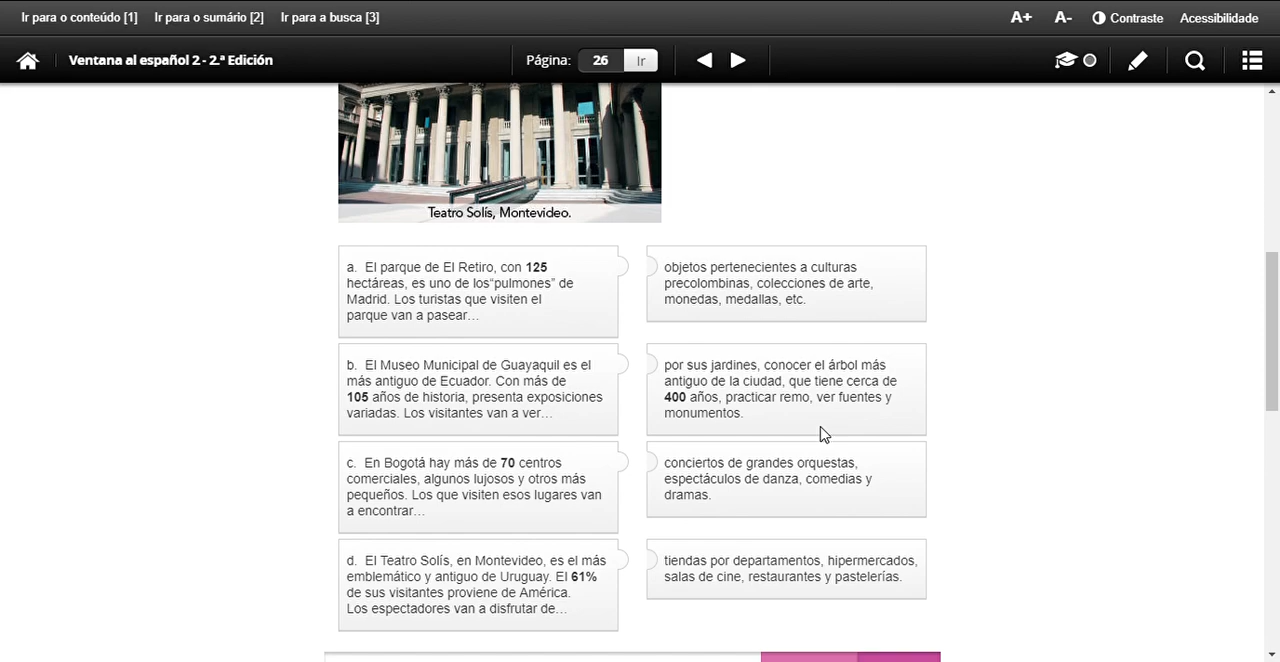 Ir para o conteúdo [1] Ir para o sumário [2] Ir para a busca [3] A+ A- Contraste Acessibilidade
Ventana al español 2 - 2.ª Edición Página: 26 Ir
Teatro Solís, Montevideo.
a. El parque de El Retiro, con 125
hectáreas, es uno de los“pulmones” de
Madrid. Los turistas que visiten el
parque van a pasear…
objetos pertenecientes a culturas
precolombinas, colecciones de arte,
monedas, medallas, etc.
b. El Museo Municipal de Guayaquil es el
más antiguo de Ecuador. Con más de
105 años de historia, presenta exposiciones
variadas. Los visitantes van a ver…
por sus jardines, conocer el árbol más
antiguo de la ciudad, que tiene cerca de
400 años, practicar remo, ver fuentes y
monumentos.
c. En Bogotá hay más de 70 centros
comerciales, algunos lujosos y otros más
pequeños. Los que visiten esos lugares van
a encontrar…
conciertos de grandes orquestas,
espectáculos de danza, comedias y
dramas.
d. El Teatro Solís, en Montevideo, es el más
emblemático y antiguo de Uruguay. El 61%
de sus visitantes proviene de América.
Los espectadores van a disfrutar de…
tiendas por departamentos, hipermercados,
salas de cine, restaurantes y pastelerías.